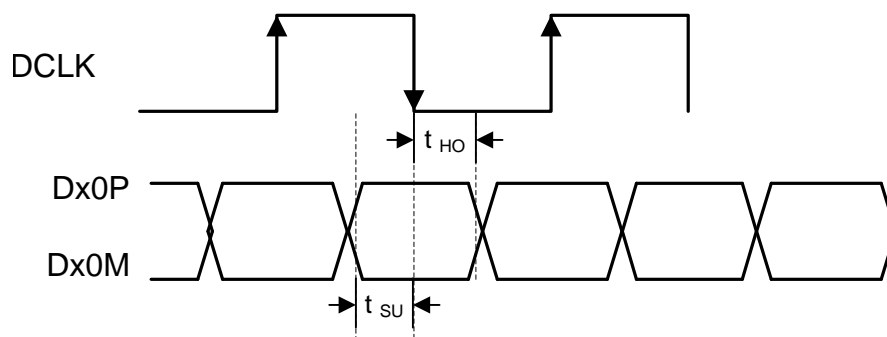 DCLK
t HO
Dx0P
Dx0M
t SU